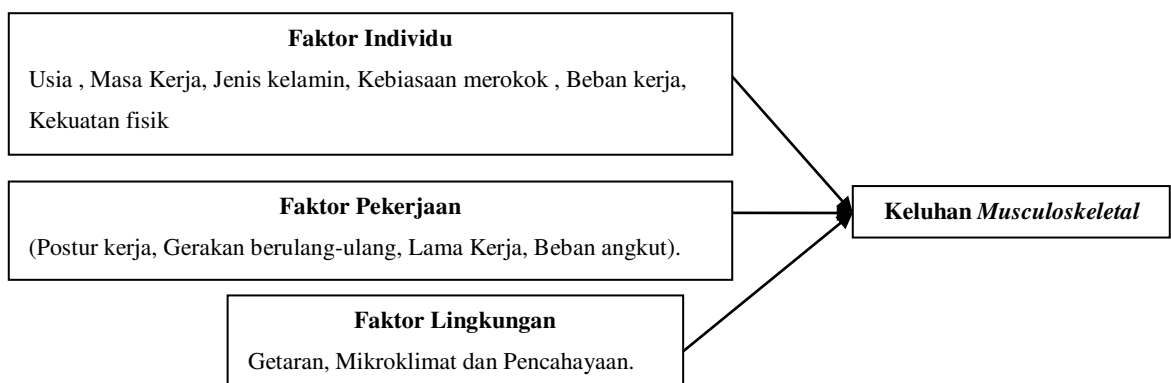 Faktor Individu
Usia , Masa Kerja, Jenis kelamin, Kebiasaan merokok , Beban kerja,
Kekuatan fisik
Faktor Pekerjaan
(Postur kerja, Gerakan berulang-ulang, Lama Kerja, Beban angkut).
Keluhan Musculoskeletal
Faktor Lingkungan
Getaran, Mikroklimat dan Pencahayaan.